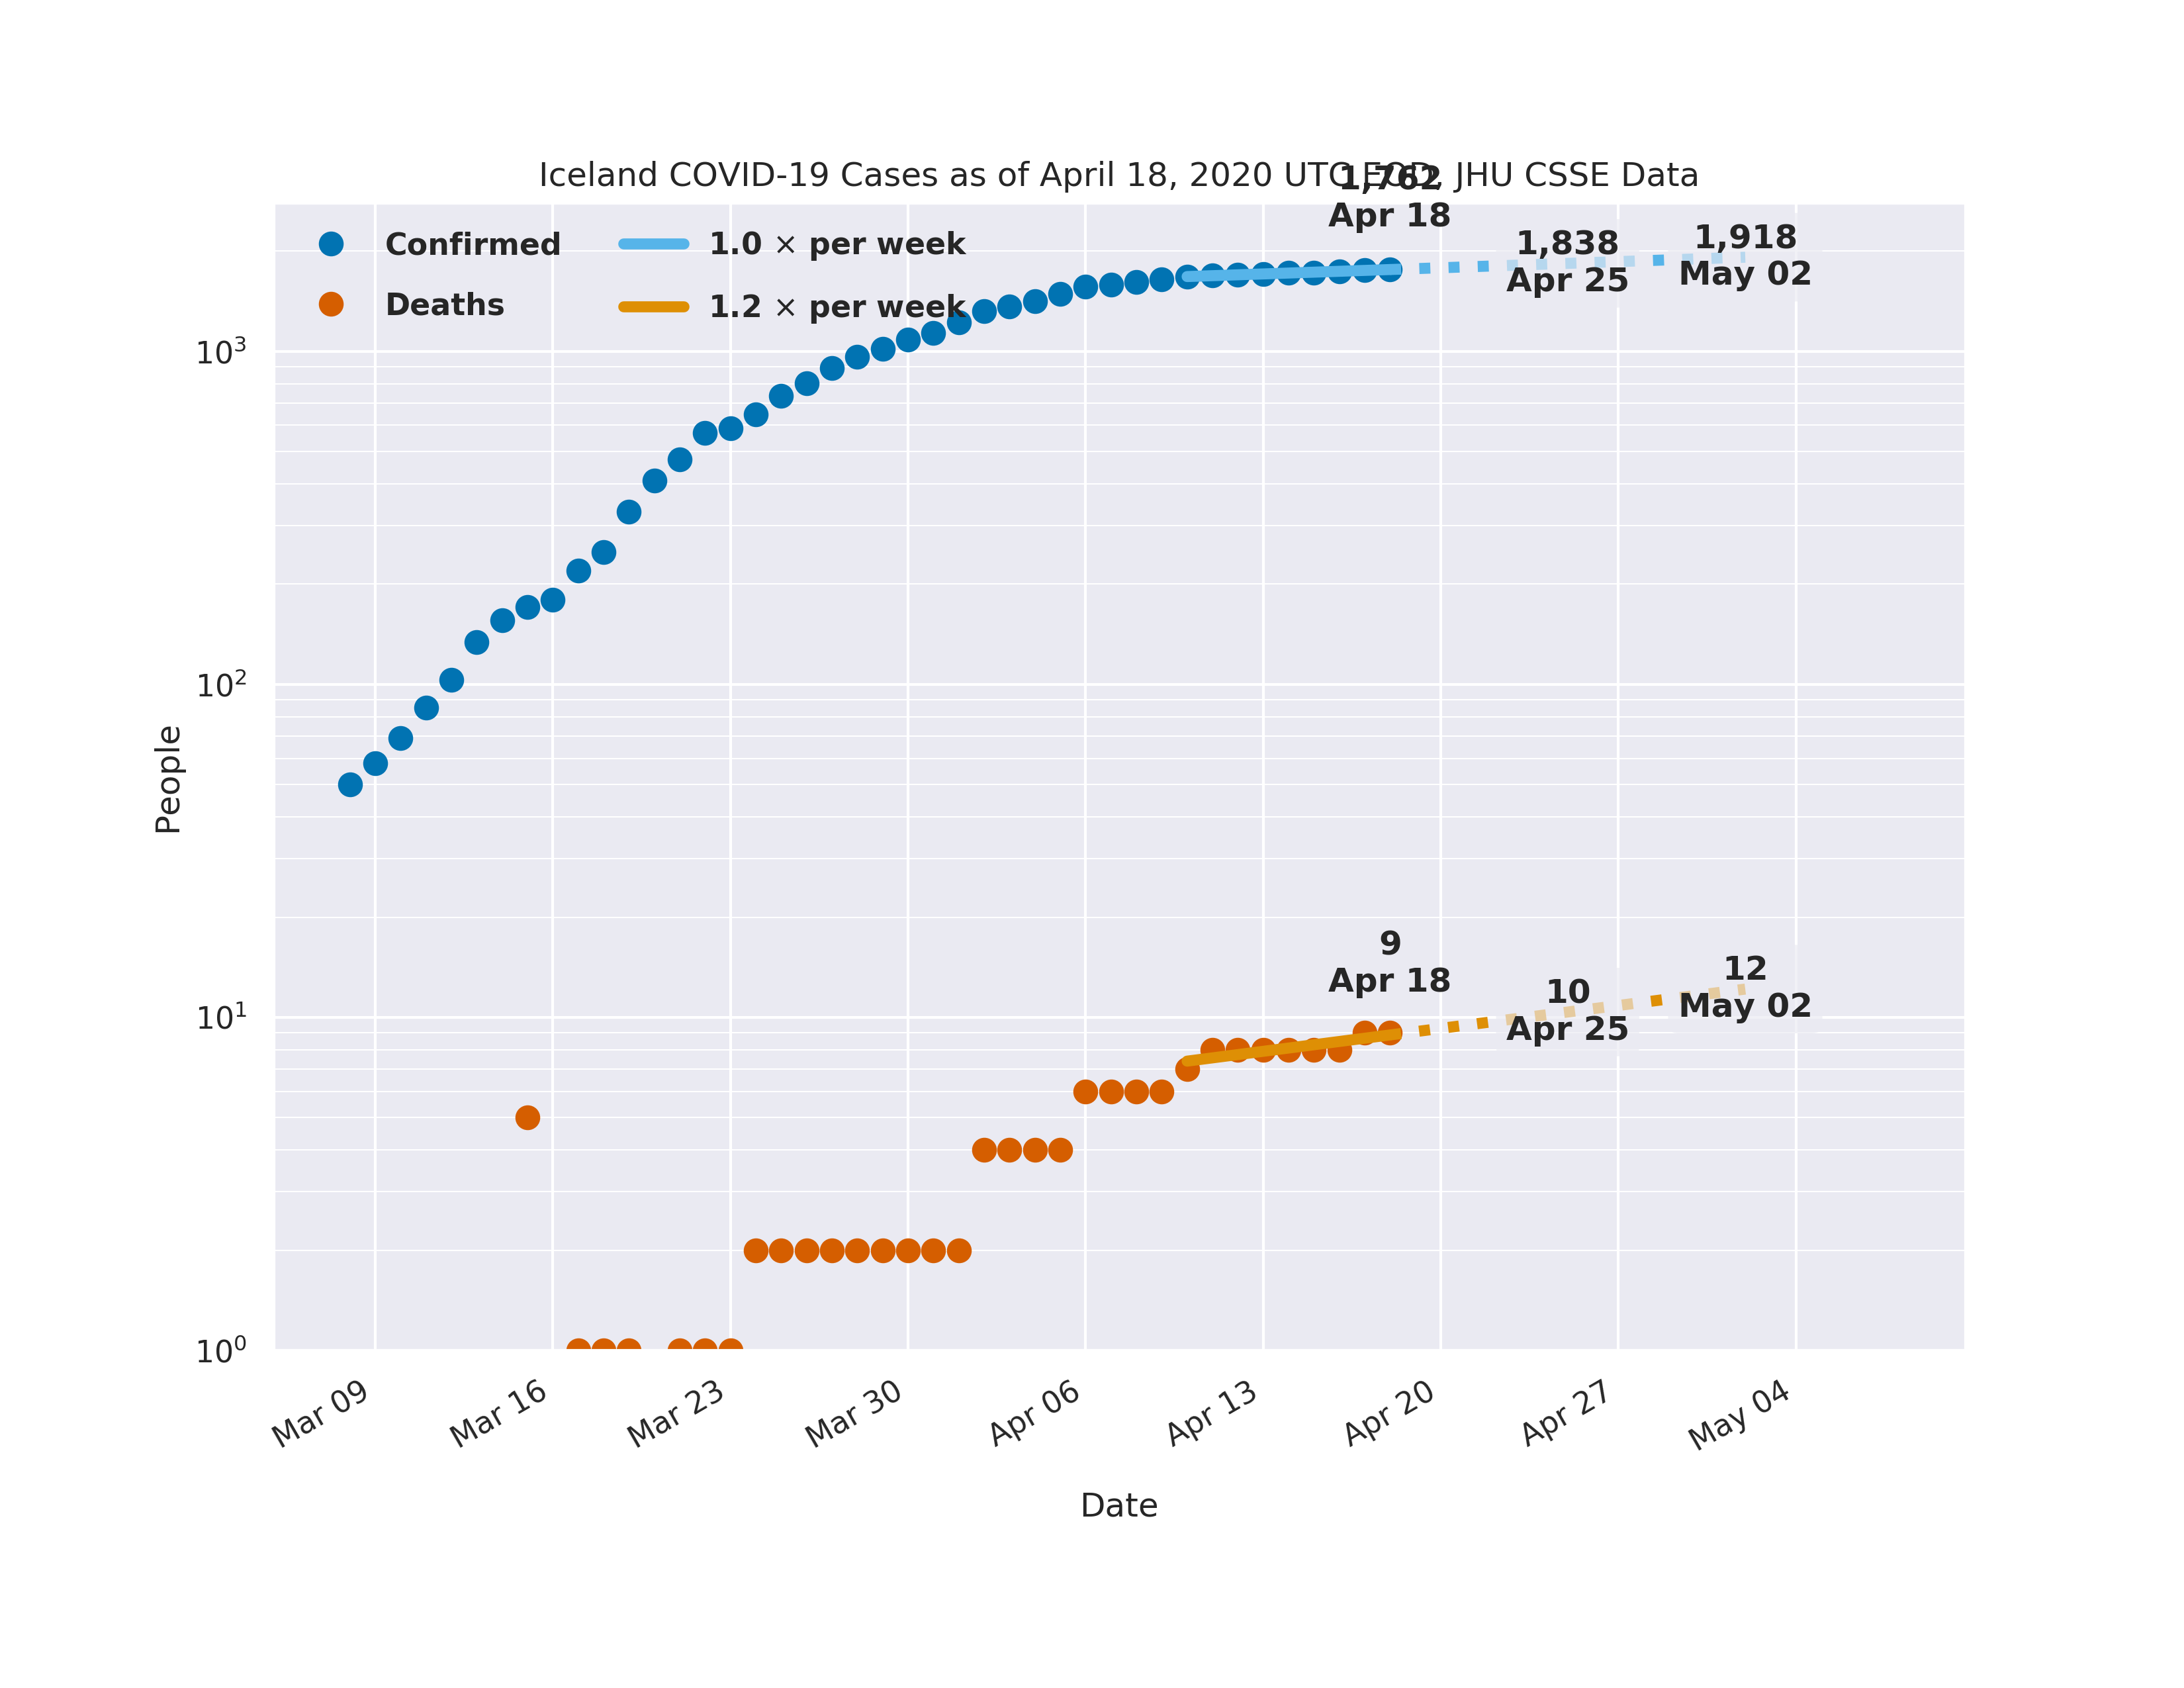 Iceland COVID-19 Cases as of April 18, 2020 UTC EOD, JHU CSSE Data
1,762
Apr 18
1,838
Apr 25
1,918
May 02
Confirmed
Deaths
1.0 × per week
1.2 × per week
10³
10²
10¹
10⁰
People
9
Apr 18
10
Apr 25
12
May 02
Mar 09
Mar 16
Mar 23
Mar 30
Apr 06
Apr 13
Apr 20
Apr 27
May 04
Date